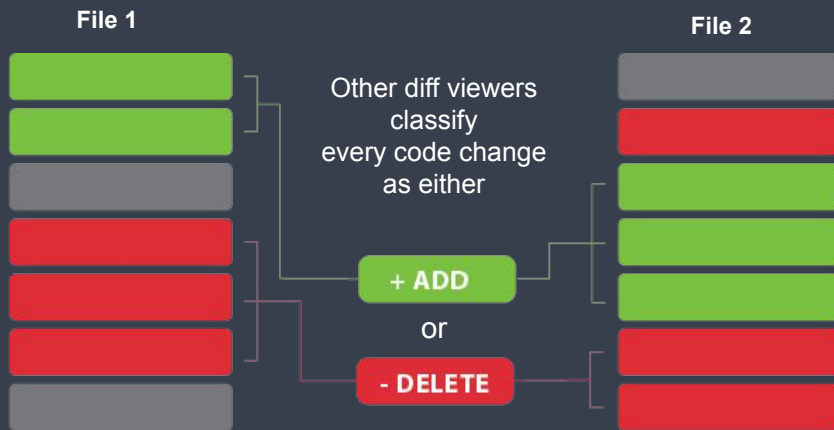 File 1
File 2
Other diff viewers
classify
every code change
as either
+ ADD
or
- DELETE